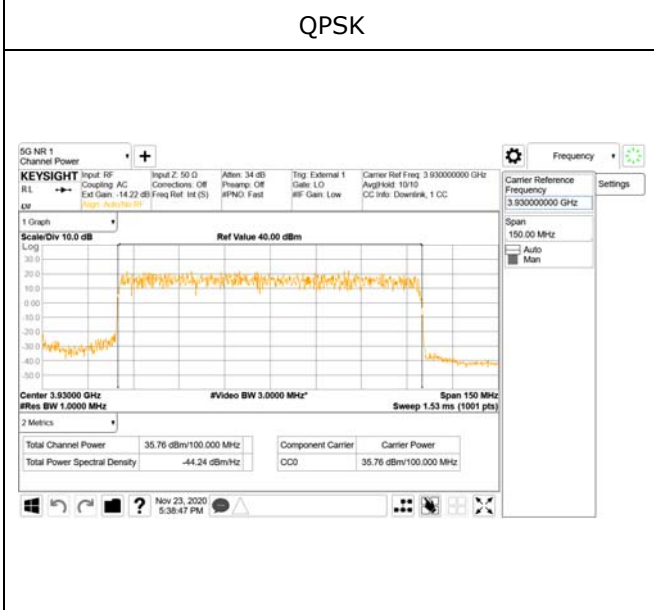 QPSK
5G NR 1
Channel Power
+
Frequency
KEYSIGHT Input: RF Input Z: 50 Ω Atten: 34 dB Trig: External 1 Carrier Ref Freq: 3.930000000 GHz
RL Coupling: AC Corrections: Off Preamp: Off Gate: LO Avg|Hold: 10/10
Ext Gain: -14.22 dB Freq Ref: Int (S) #PNO: Fast #IF Gain: Low CC Info: Downlink, 1 CC
Align: Auto/No RF
Carrier Reference
Frequency
3.930000000 GHz
Settings
Span
150.00 MHz
Auto
Man
1 Graph
Scale/Div 10.0 dB Ref Value 40.00 dBm
Log
30.0
20.0
10.0
0.00
-10.0
-20.0
-30.0
-40.0
-50.0
Center 3.93000 GHz #Video BW 3.0000 MHz* Span 150 MHz
#Res BW 1.0000 MHz Sweep 1.53 ms (1001 pts)
2 Metrics
Total Channel Power 35.76 dBm/100.000 MHz Component Carrier Carrier Power
Total Power Spectral Density -44.24 dBm/Hz CC0 35.76 dBm/100.000 MHz
? Nov 23, 2020
5:38:47 PM